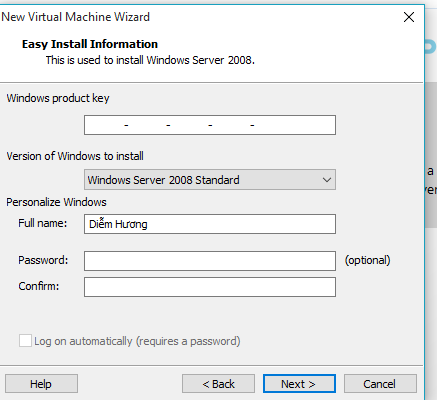 New Virtual Machine Wizard
Easy Install Information
This is used to install Windows Server 2008.
Windows product key
- - - -
Version of Windows to install
Windows Server 2008 Standard
Personalize Windows
Full name: Diễm Hương
Password: (optional)
Confirm:
Log on automatically (requires a password)
Help < Back Next > Cancel